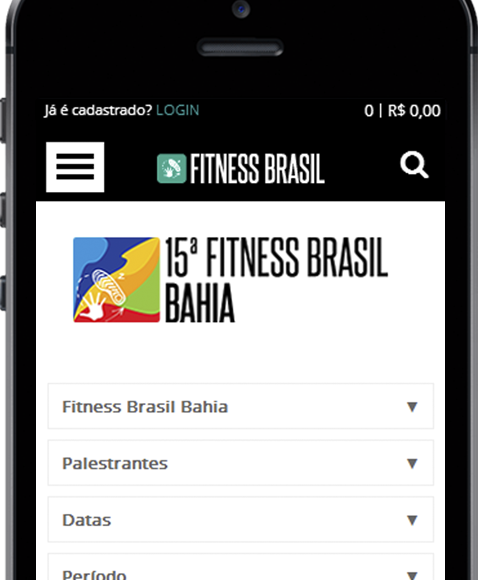 Já é cadastrado? LOGIN
0 | R$ 0,00
FITNESS BRASIL
15ª FITNESS BRASIL
BAHIA
Fitness Brasil Bahia
Palestrantes
Datas
Período